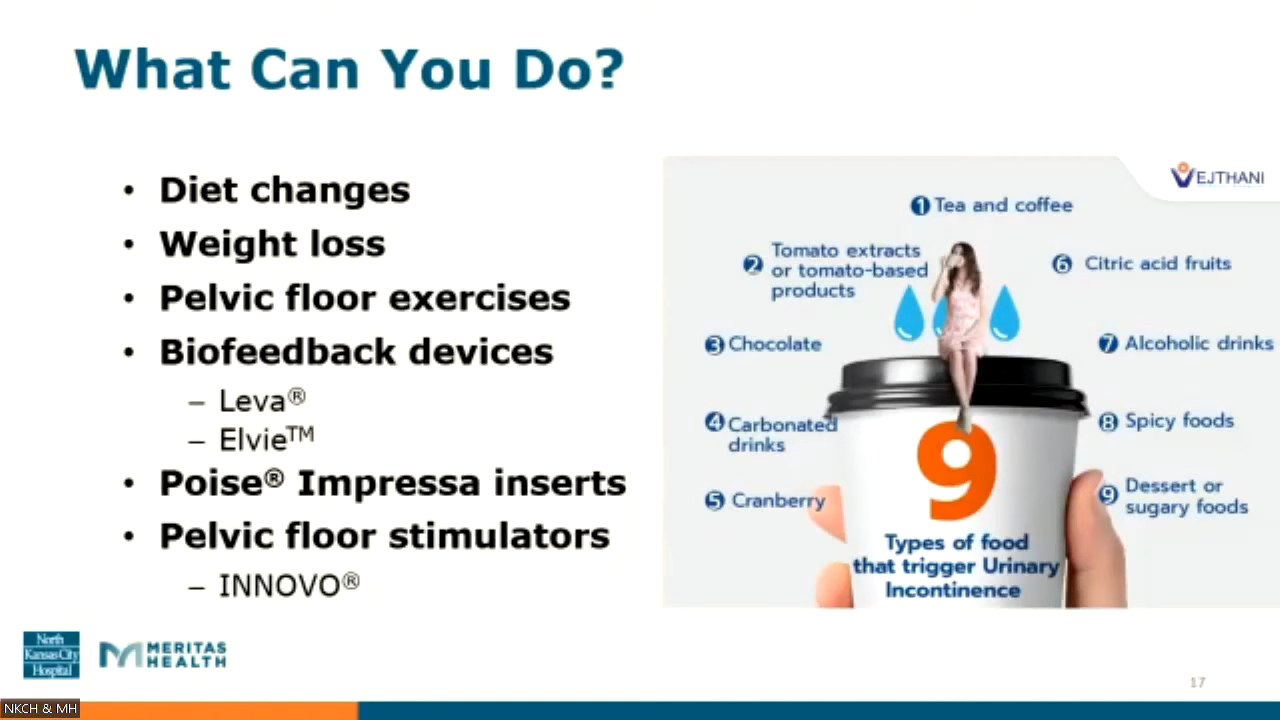 What Can You Do?
• Diet changes
• Weight loss
• Pelvic floor exercises
• Biofeedback devices
– Leva®
– Elvie™
• Poise® Impressa inserts
• Pelvic floor stimulators
– INNOVO®
VEJTHANI
1 Tea and coffee
2 Tomato extracts
or tomato-based
products
3 Chocolate
4 Carbonated
drinks
5 Cranberry
6 Citric acid fruits
7 Alcoholic drinks
8 Spicy foods
9 Dessert or
sugary foods
9
Types of food
that trigger Urinary
Incontinence
North
Kansas City
Hospital
MERITAS
HEALTH
17
NKCH & MH